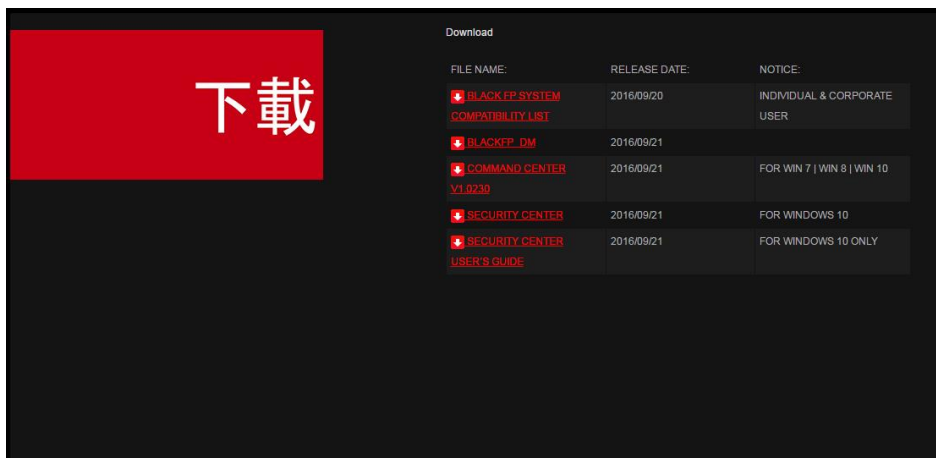 下載
Download
FILE NAME: RELEASE DATE: NOTICE:
BLACK FP SYSTEM 2016/09/20 INDIVIDUAL & CORPORATE
COMPATIBILITY LIST USER
BLACKFP_DM 2016/09/21
COMMAND CENTER 2016/09/21 FOR WIN 7 | WIN 8 | WIN 10
V1.0230
SECURITY CENTER 2016/09/21 FOR WINDOWS 10
SECURITY CENTER 2016/09/21 FOR WINDOWS 10 ONLY
USER'S GUIDE